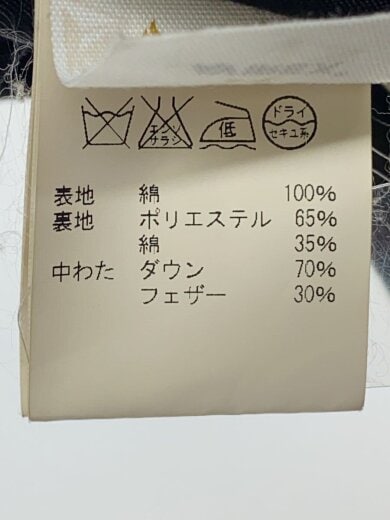 エンソ
サラシ
低
ドライ
セキユ系
表地 綿 100%
裏地 ポリエステル 65%
綿 35%
中わた ダウン 70%
フェザー 30%